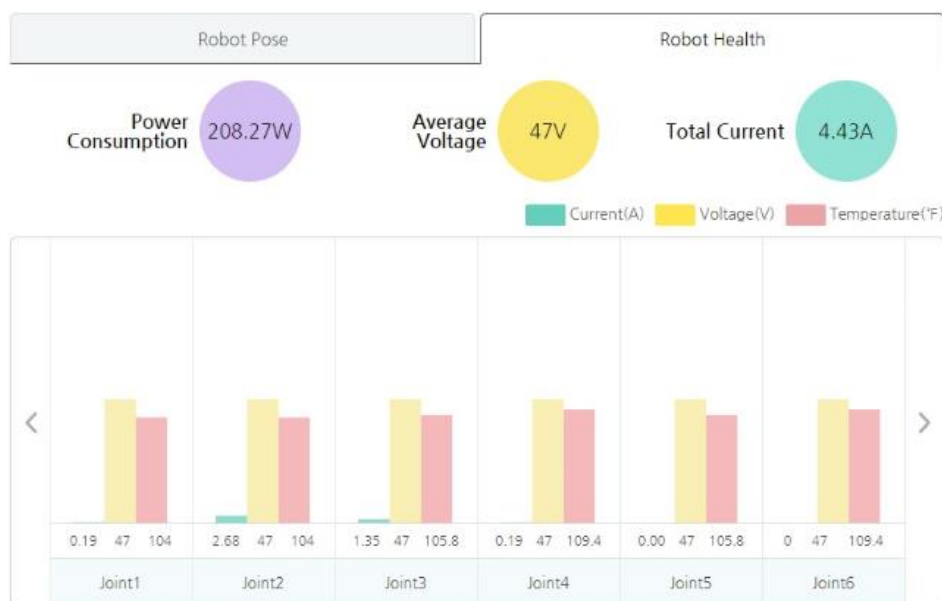 Robot Pose
Robot Health
Power
Consumption
208.27W
Average
Voltage
47V
Total Current
4.43A
Current(A)
Voltage(V)
Temperature(°F)
0.19 47 104
2.68 47 104
1.35 47 105.8
0.19 47 109.4
0.00 47 105.8
0 47 109.4
Joint1
Joint2
Joint3
Joint4
Joint5
Joint6